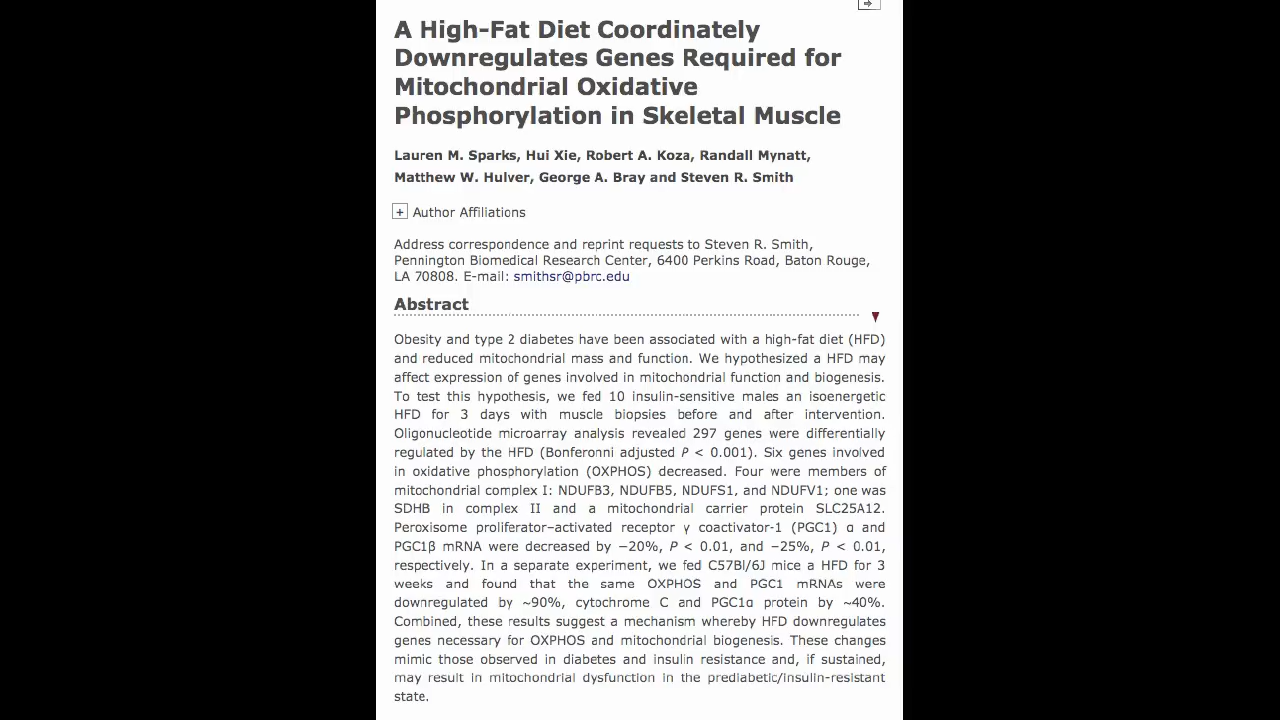 A High-Fat Diet Coordinately
Downregulates Genes Required for
Mitochondrial Oxidative
Phosphorylation in Skeletal Muscle
Lauren M. Sparks, Hui Xie, Robert A. Koza, Randall Mynatt,
Matthew W. Hulver, George A. Bray and Steven R. Smith
+ Author Affiliations
Address correspondence and reprint requests to Steven R. Smith,
Pennington Biomedical Research Center, 6400 Perkins Road, Baton Rouge,
LA 70808. E-mail: smithsr@pbrc.edu
Abstract
Obesity and type 2 diabetes have been associated with a high-fat diet (HFD)
and reduced mitochondrial mass and function. We hypothesized a HFD may
affect expression of genes involved in mitochondrial function and biogenesis.
To test this hypothesis, we fed 10 insulin-sensitive males an isoenergetic
HFD for 3 days with muscle biopsies before and after intervention.
Oligonucleotide microarray analysis revealed 297 genes were differentially
regulated by the HFD (Bonferonni adjusted P < 0.001). Six genes involved
in oxidative phosphorylation (OXPHOS) decreased. Four were members of
mitochondrial complex I: NDUFB3, NDUFB5, NDUFS1, and NDUFV1; one was
SDHB in complex II and a mitochondrial carrier protein SLC25A12.
Peroxisome proliferator–activated receptor γ coactivator-1 (PGC1) α and
PGC1β mRNA were decreased by −20%, P < 0.01, and −25%, P < 0.01,
respectively. In a separate experiment, we fed C57Bl/6J mice a HFD for 3
weeks and found that the same OXPHOS and PGC1 mRNAs were
downregulated by ~90%, cytochrome C and PGC1α protein by ~40%.
Combined, these results suggest a mechanism whereby HFD downregulates
genes necessary for OXPHOS and mitochondrial biogenesis. These changes
mimic those observed in diabetes and insulin resistance and, if sustained,
may result in mitochondrial dysfunction in the prediabetic/insulin-resistant
state.